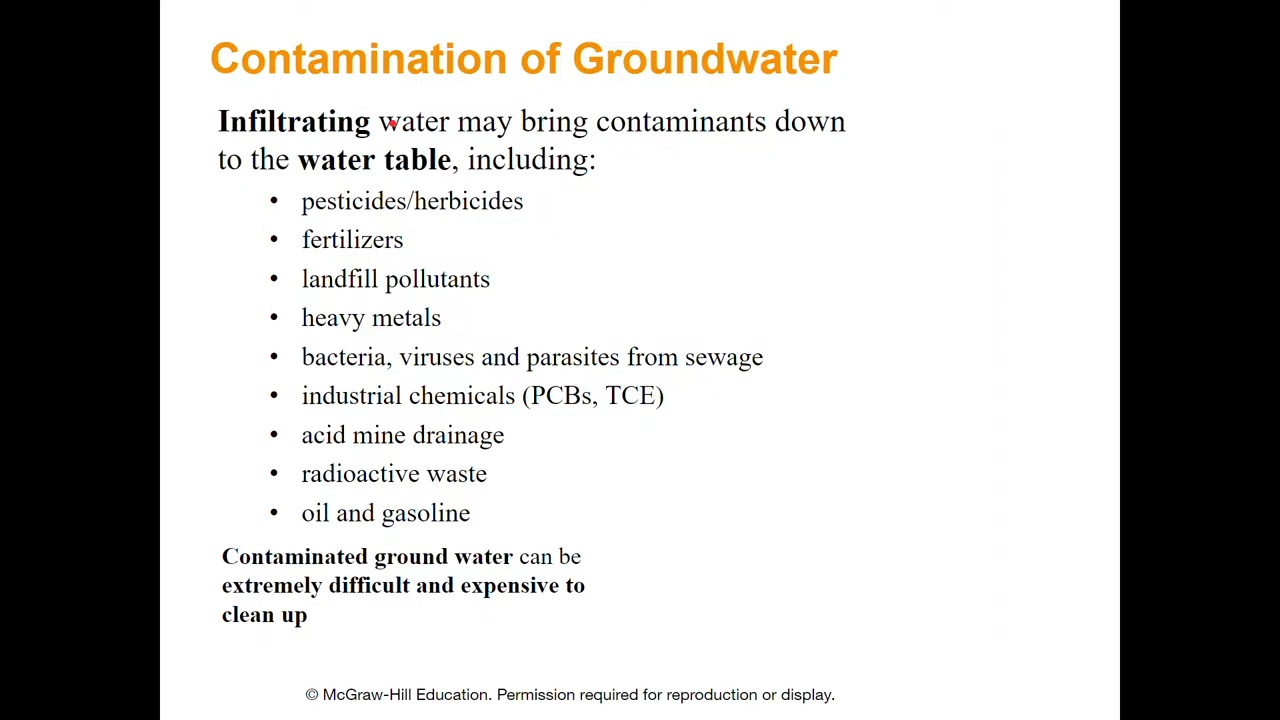 Contamination of Groundwater
Infiltrating water may bring contaminants down
to the water table, including:
• pesticides/herbicides
• fertilizers
• landfill pollutants
• heavy metals
• bacteria, viruses and parasites from sewage
• industrial chemicals (PCBs, TCE)
• acid mine drainage
• radioactive waste
• oil and gasoline
Contaminated ground water can be
extremely difficult and expensive to
clean up
© McGraw-Hill Education. Permission required for reproduction or display.